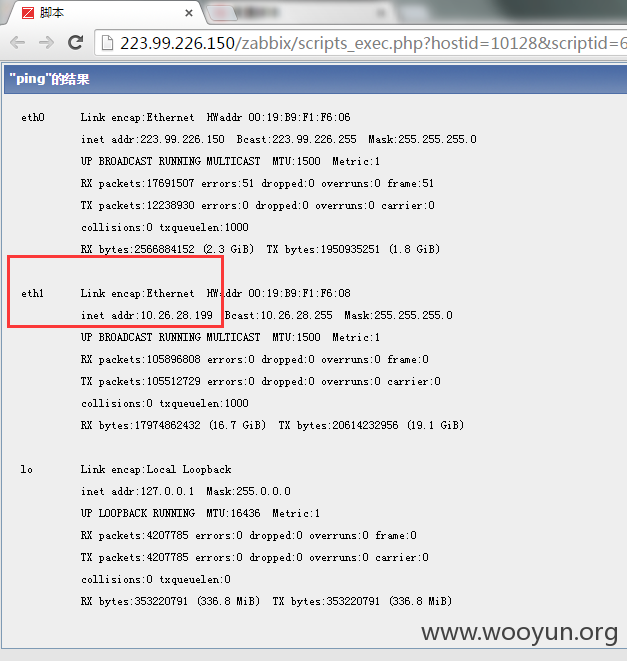 脚本
223.99.226.150/zabbix/scripts_exec.php?hostid=10128&scriptid=6
"ping"的结果
eth0 Link encap:Ethernet HWaddr 00:19:B9:F1:F6:06
inet addr:223.99.226.150 Bcast:223.99.226.255 Mask:255.255.255.0
UP BROADCAST RUNNING MULTICAST MTU:1500 Metric:1
RX packets:17691507 errors:51 dropped:0 overruns:0 frame:51
TX packets:12238930 errors:0 dropped:0 overruns:0 carrier:0
collisions:0 txqueuelen:1000
RX bytes:2566884152 (2.3 GiB) TX bytes:1950935251 (1.8 GiB)
eth1 Link encap:Ethernet HWaddr 00:19:B9:F1:F6:08
inet addr:10.26.28.199 Bcast:10.26.28.255 Mask:255.255.255.0
UP BROADCAST RUNNING MULTICAST MTU:1500 Metric:1
RX packets:105896808 errors:0 dropped:0 overruns:0 frame:0
TX packets:105512729 errors:0 dropped:0 overruns:0 carrier:0
collisions:0 txqueuelen:1000
RX bytes:17974862432 (16.7 GiB) TX bytes:20614232956 (19.1 GiB)
lo Link encap:Local Loopback
inet addr:127.0.0.1 Mask:255.0.0.0
UP LOOPBACK RUNNING MTU:16436 Metric:1
RX packets:4207785 errors:0 dropped:0 overruns:0 frame:0
TX packets:4207785 errors:0 dropped:0 overruns:0 carrier:0
collisions:0 txqueuelen:0
RX bytes:353220791 (336.8 MiB) TX bytes:353220791 (336.8 MiB)
www.wooyun.org